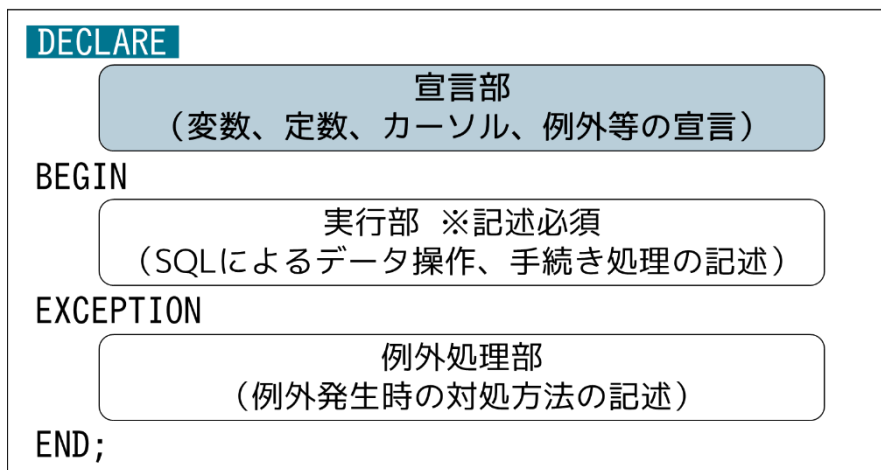 DECLARE
宣言部
（変数、定数、カーソル、例外等の宣言）
BEGIN
実行部 ※記述必須
（SQLによるデータ操作、手続き処理の記述）
EXCEPTION
例外処理部
（例外発生時の対処方法の記述）
END;